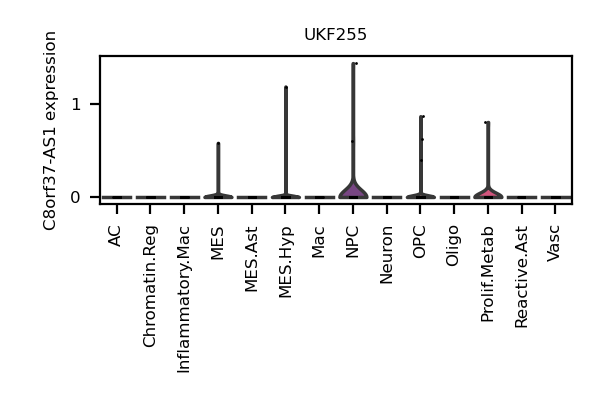 UKF255
C8orf37-AS1 expression
1
0
AC
Chromatin.Reg
Inflammatory.Mac
MES
MES.Ast
MES.Hyp
Mac
NPC
Neuron
OPC
Oligo
Prolif.Metab
Reactive.Ast
Vasc